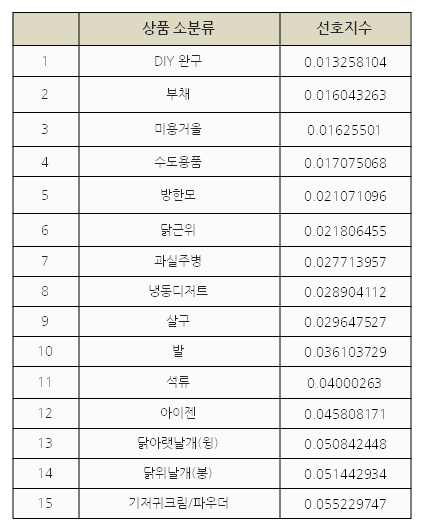 상품 소분류 선호지수
1 DIY 완구 0.013258104
2 부채 0.016043263
3 미용거울 0.01625501
4 수도용품 0.017075068
5 방한모 0.021071096
6 닭근위 0.021806455
7 과실주병 0.027713957
8 냉동디저트 0.028904112
9 살구 0.029647527
10 발 0.036103729
11 석류 0.04000263
12 아이젠 0.045808171
13 닭아랫날개(윙) 0.050842448
14 닭위날개(봉) 0.051442934
15 기저귀크림/파우더 0.055229747